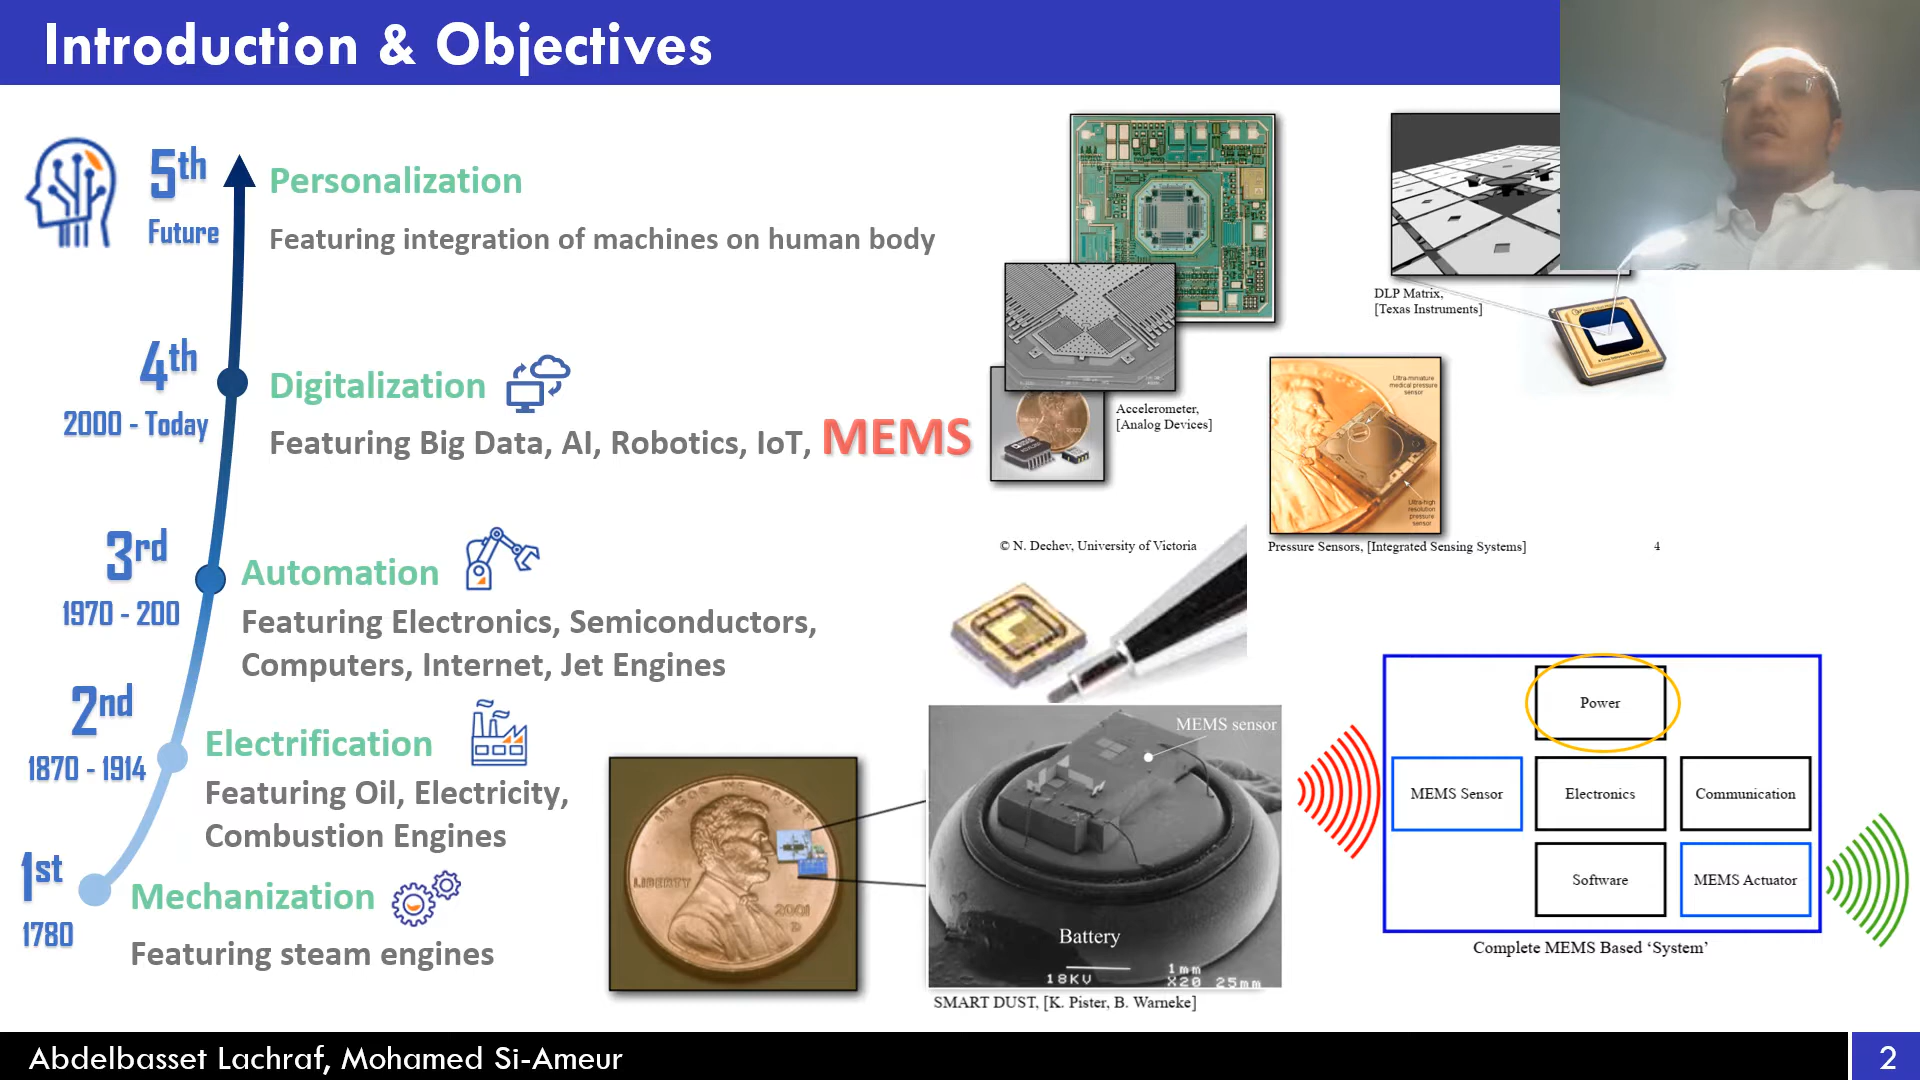 Introduction & Objectives
5th
Future
Personalization
Featuring integration of machines on human body
4th
2000 - Today
Digitalization
Featuring Big Data, AI, Robotics, IoT, MEMS
3rd
1970 - 200
Automation
Featuring Electronics, Semiconductors,
Computers, Internet, Jet Engines
2nd
1870 - 1914
Electrification
Featuring Oil, Electricity,
Combustion Engines
1st
1780
Mechanization
Featuring steam engines
Accelerometer,
[Analog Devices]
DLP Matrix,
[Texas Instruments]
Ultra-miniature
medical pressure
sensor
Ultra-high
resolution
pressure
sensor
© N. Dechev, University of Victoria
Pressure Sensors, [Integrated Sensing Systems]
4
LIBERTY
2001
D
MEMS sensor
Battery
18KV
1mm
X20 25mm
SMART DUST, [K. Pister, B. Warneke]
Power
MEMS Sensor
Electronics
Communication
Software
MEMS Actuator
Complete MEMS Based ‘System’
Abdelbasset Lachraf, Mohamed Si-Ameur
2